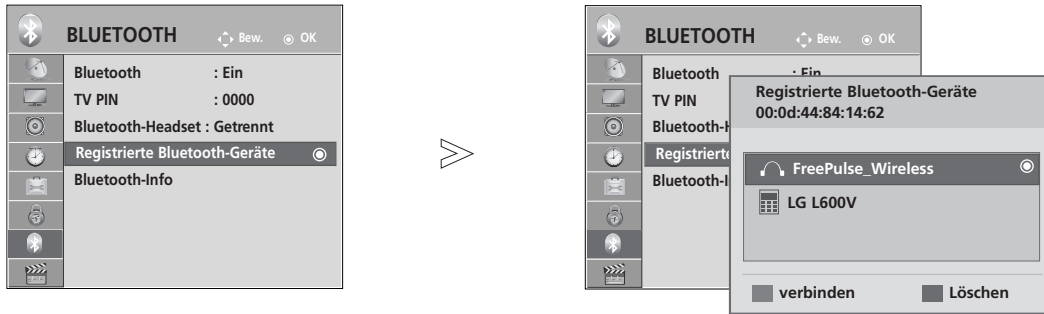 BLUETOOTH Bew. OK
Bluetooth : Ein
TV PIN : 0000
Bluetooth-Headset : Getrennt
Registrierte Bluetooth-Geräte
Bluetooth-Info
BLUETOOTH Bew. OK
Bluetooth : Ein
TV PIN
Bluetooth-H
Registrierte
Bluetooth-I
Registrierte Bluetooth-Geräte
00:0d:44:84:14:62
FreePulse_Wireless
LG L600V
verbinden Löschen